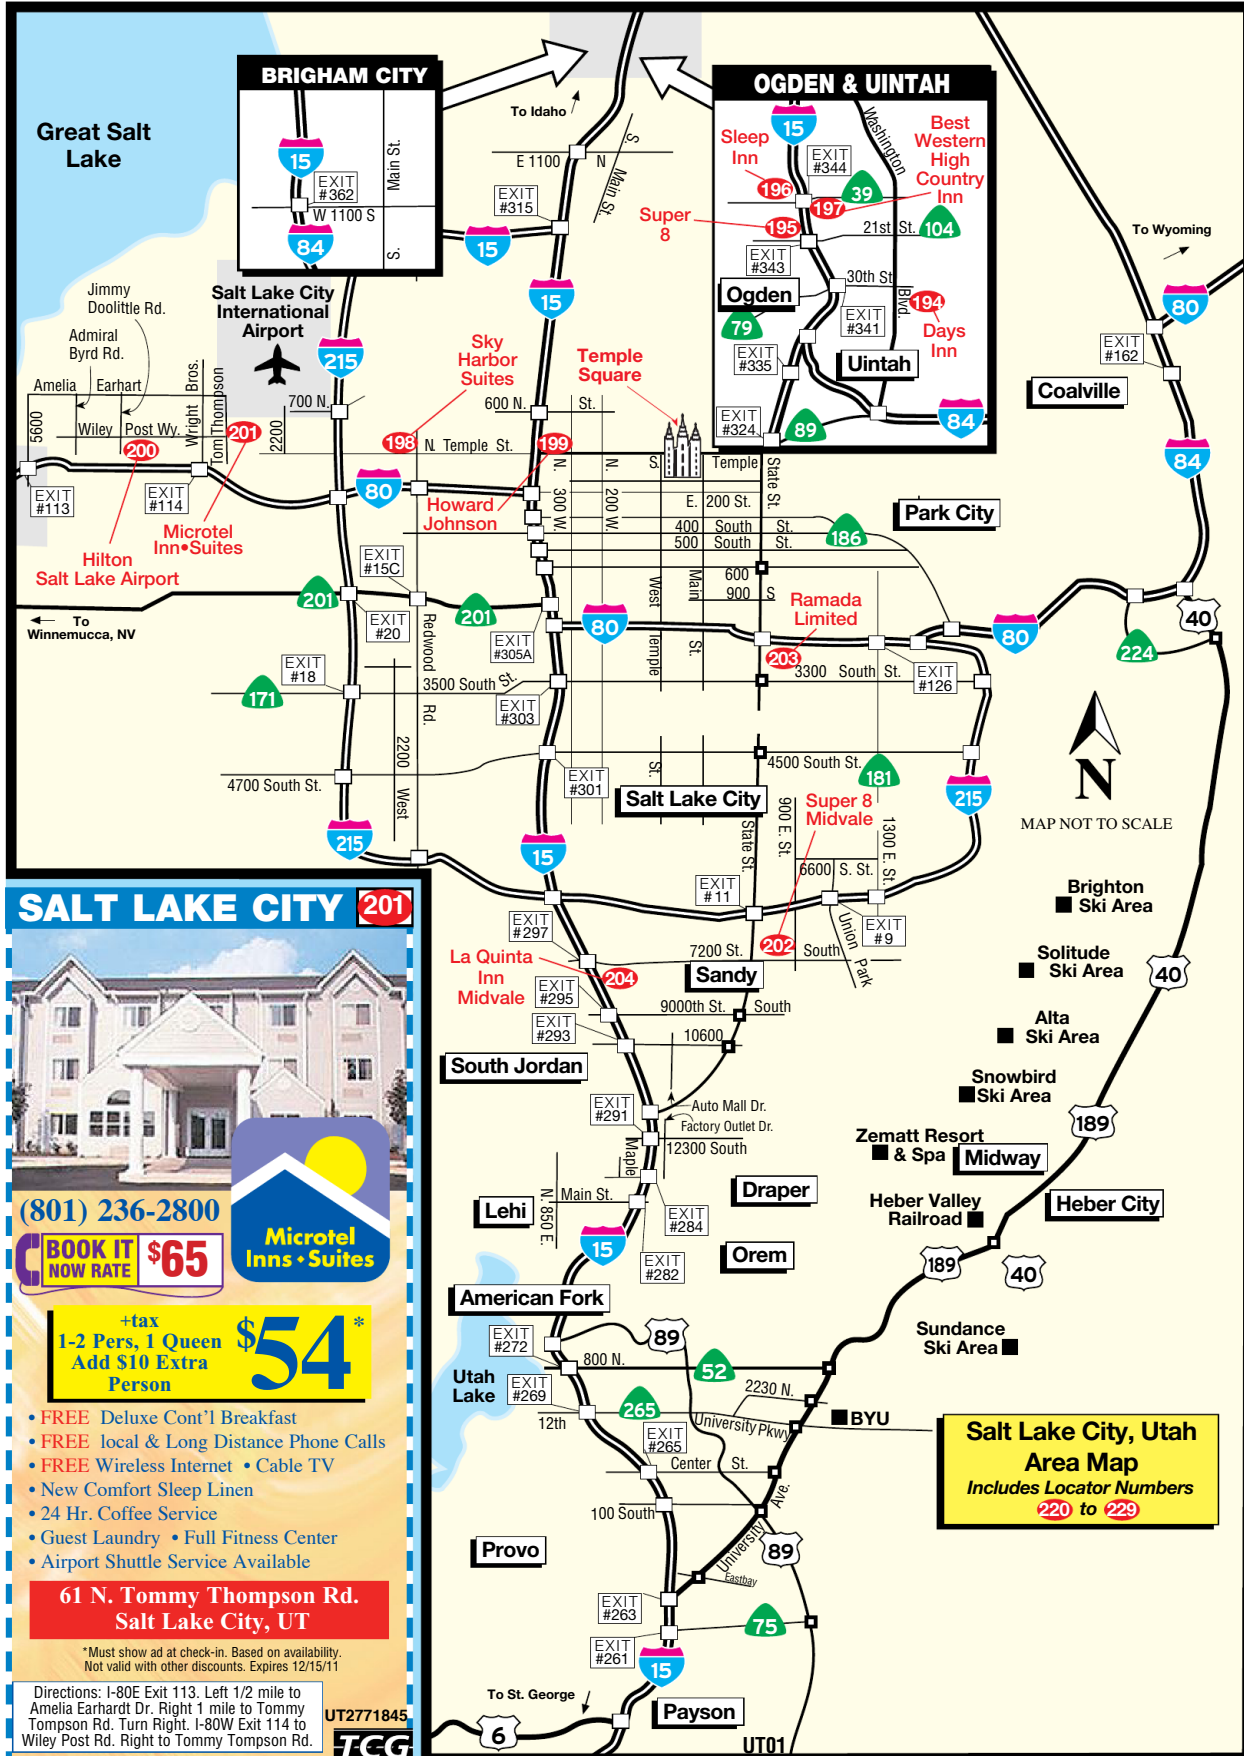 BRIGHAM CITY
15
EXIT
#362
W 1100 S
84
Main St.
S.
Great Salt
Lake
To Idaho
E 1100
N
S.
Main St.
EXIT
#315
15
15
OGDEN & UINTAH
15
Washington
Blvd.
Sleep
Inn
196
EXIT
#344
39
Best
Western
High
Country
Inn
197
Super
8
195
21st St.
104
EXIT
#343
30th St
Ogden
194
Days
Inn
EXIT
#341
79
EXIT
#335
Uintah
EXIT
#324
89
84
To Wyoming
80
EXIT
#162
Coalville
84
Jimmy
Doolittle Rd.
Admiral
Byrd Rd.
Salt Lake City
International
Airport
215
Amelia
Earhart
Wright Bros.
Tom Thompson
5600
Wiley
Post Wy.
200
201
2200
700 N.
EXIT
#113
EXIT
#114
Microtel
Inn•Suites
Hilton
Salt Lake Airport
Sky
Harbor
Suites
198
N. Temple St.
199
600 N.
St.
Temple
Square
S.
Temple
State St.
80
Howard
Johnson
N.
300 W.
N.
200 W.
E. 200 St.
400 South St.
500 South St.
186
Park City
600
900 S
West
Temple
St.
Main
St.
EXIT
#15C
201
201
To
Winnemucca, NV
EXIT
#20
Redwood
Rd.
EXIT
#305A
80
Ramada
Limited
203
80
40
224
3300 South St.
EXIT
#126
EXIT
#18
171
3500 South St.
EXIT
#303
2200
West
4700 South St.
EXIT
#301
4500 South St.
181
215
Salt Lake City
State St.
900 E. St.
Super 8
Midvale
1300 E. St.
6600 S. St.
N
MAP NOT TO SCALE
215
15
EXIT
#11
EXIT
#9
Union Park
EXIT
#297
7200 St.
202
South
La Quinta
Inn
Midvale
204
Sandy
EXIT
#295
9000th St.
South
EXIT
#293
10600
South Jordan
EXIT
#291
Auto Mall Dr.
Factory Outlet Dr.
12300 South
Maple
Brighton
Ski Area
Solitude
Ski Area
40
Alta
Ski Area
Snowbird
Ski Area
189
Zematt Resort
& Spa
Midway
Heber Valley
Railroad
Heber City
Draper
Lehi
Main St.
N. 850 E.
EXIT
#284
15
EXIT
#282
Orem
189
40
American Fork
EXIT
#272
89
Sundance
Ski Area
800 N.
52
Utah
Lake
EXIT
#269
12th
265
2230 N.
University Pkwy
BYU
EXIT
#265
Center St.
100 South
Provo
University
Ave.
89
Eastbay
EXIT
#263
75
EXIT
#261
15
To St. George
Payson
6
UT01
Salt Lake City, Utah
Area Map
Includes Locator Numbers
220 to 229
SALT LAKE CITY 201
(801) 236-2800
BOOK IT
NOW RATE
$65
Microtel
Inns • Suites
+tax
1-2 Pers, 1 Queen
Add $10 Extra
Person
$54*
• FREE Deluxe Cont'l Breakfast
• FREE local & Long Distance Phone Calls
• FREE Wireless Internet • Cable TV
• New Comfort Sleep Linen
• 24 Hr. Coffee Service
• Guest Laundry • Full Fitness Center
• Airport Shuttle Service Available
61 N. Tommy Thompson Rd.
Salt Lake City, UT
*Must show ad at check-in. Based on availability.
Not valid with other discounts. Expires 12/15/11
Directions: I-80E Exit 113. Left 1/2 mile to
Amelia Earhardt Dr. Right 1 mile to Tommy
Tompson Rd. Turn Right. I-80W Exit 114 to
Wiley Post Rd. Right to Tommy Tompson Rd.
UT2771845
TCG